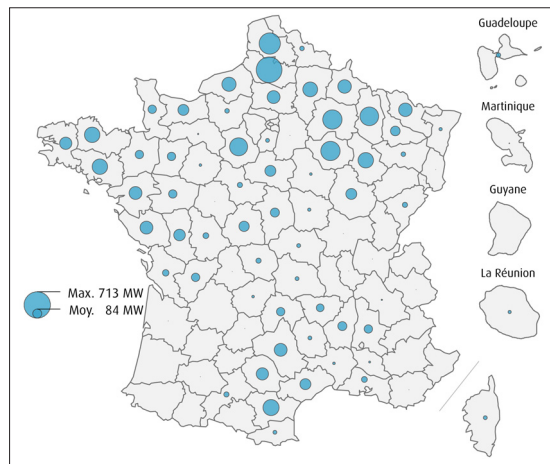 Guadeloupe
Martinique
Guyane
La Réunion
Max. 713 MW
Moy. 84 MW